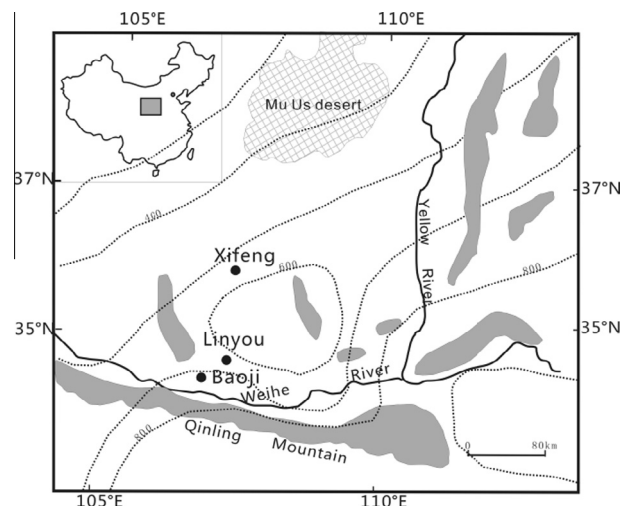 105°E
110°E
Mu Us desert
37°N
37°N
400
Yellow
River
Xifeng
600
800
35°N
35°N
Linyou
Baoji
Weihe
River
800
Qinling
Mountain
0
80km
105°E
110°E